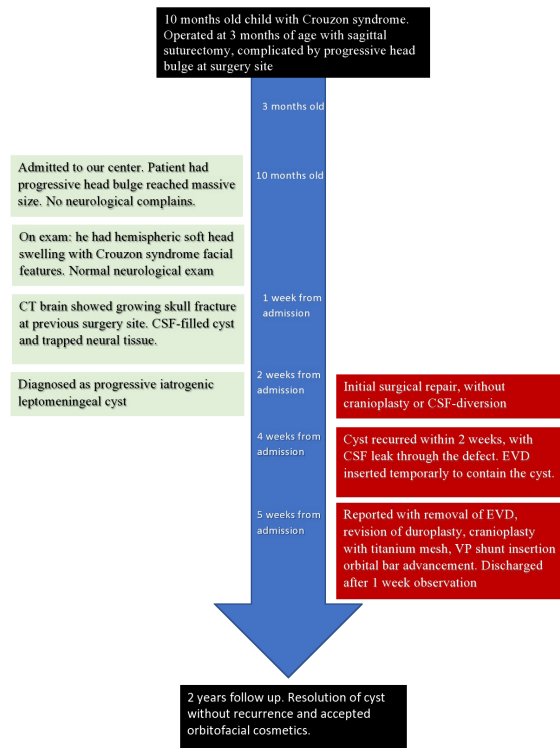 10 months old child with Crouzon syndrome.
Operated at 3 months of age with sagittal
suturectomy, complicated by progressive head
bulge at surgery site
3 months old
Admitted to our center. Patient had
progressive head bulge reached massive
size. No neurological complains.
10 months old
On exam: he had hemispheric soft head
swelling with Crouzon syndrome facial
features. Normal neurological exam
1 week from
admission
CT brain showed growing skull fracture
at previous surgery site. CSF-filled cyst
and trapped neural tissue.
2 weeks from
admission
Diagnosed as progressive iatrogenic
leptomeningeal cyst
Initial surgical repair, without
cranioplasty or CSF-diversion
4 weeks from
admission
Cyst recurred within 2 weeks, with
CSF leak through the defect. EVD
inserted temporarily to contain the cyst.
5 weeks from
admission
Reported with removal of EVD,
revision of duroplasty, cranioplasty
with titanium mesh, VP shunt insertion
orbital bar advancement. Discharged
after 1 week observation
2 years follow up. Resolution of cyst
without recurrence and accepted
orbitofacial cosmetics.